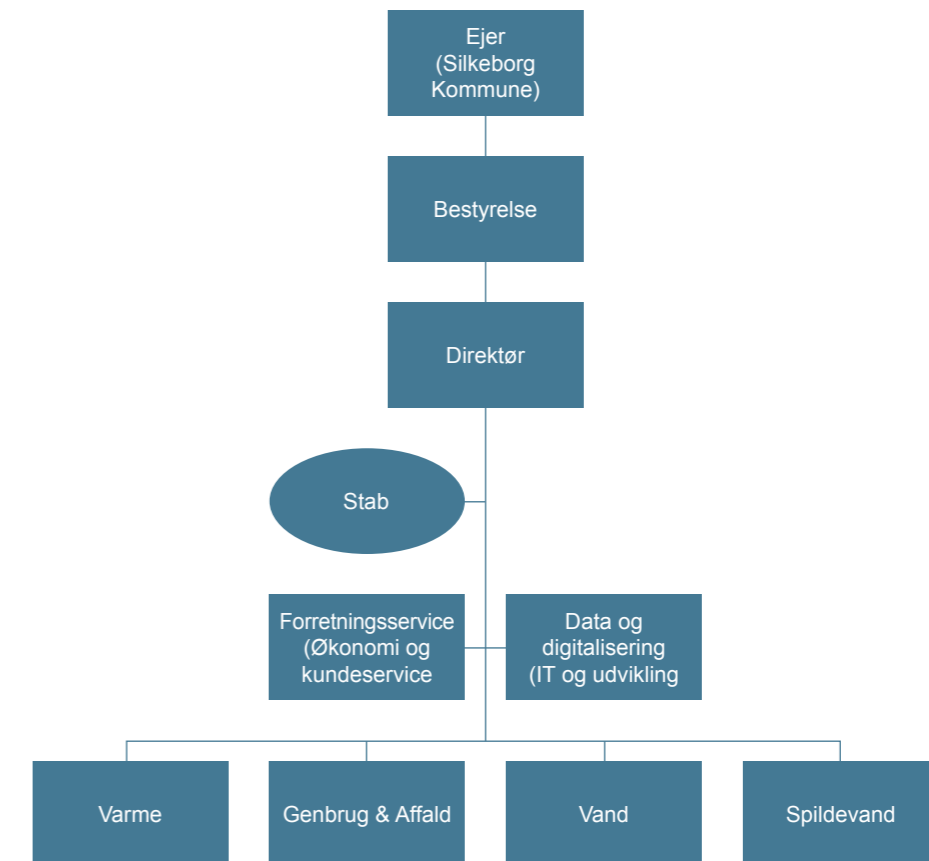 Ejer
(Silkeborg
Kommune)
Bestyrelse
Direktør
Stab
Forretningsservice
(Økonomi og
kundeservice
Data og
digitalisering
(IT og udvikling
Varme
Genbrug & Affald
Vand
Spildevand